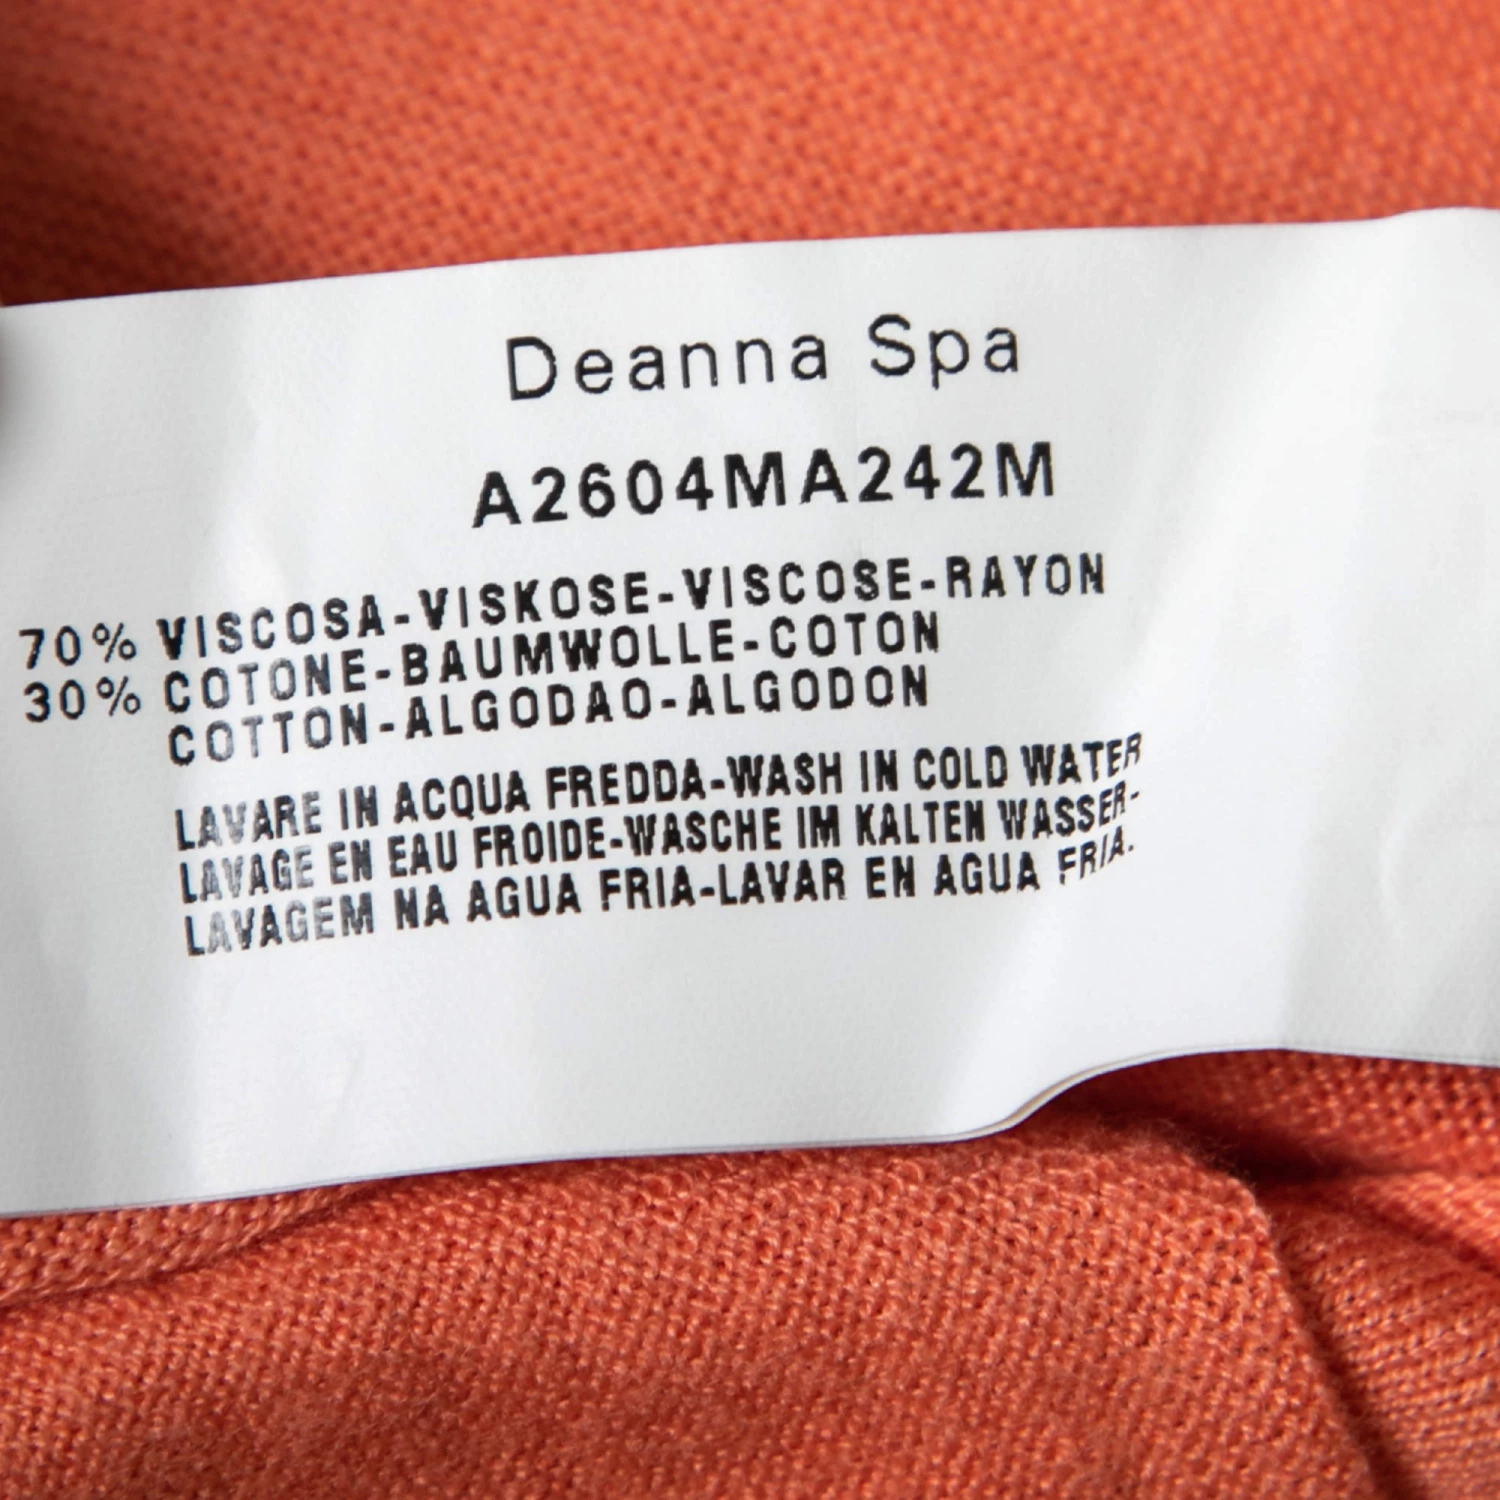 Deanna Spa
A2604MA242M
70% VISCOSA-VISKOSE-VISCOSE-RAYON
30% COTONE-BAUMWOLLE-COTON
COTTON-ALGODAO-ALGODON
LAVARE IN ACQUA FREDDA-WASH IN COLD WATER
LAVAGE EN EAU FROIDE-WASCHE IM KALTEN WASSER-
LAVAGEM NA AGUA FRIA-LAVAR EN AGUA FRIA.